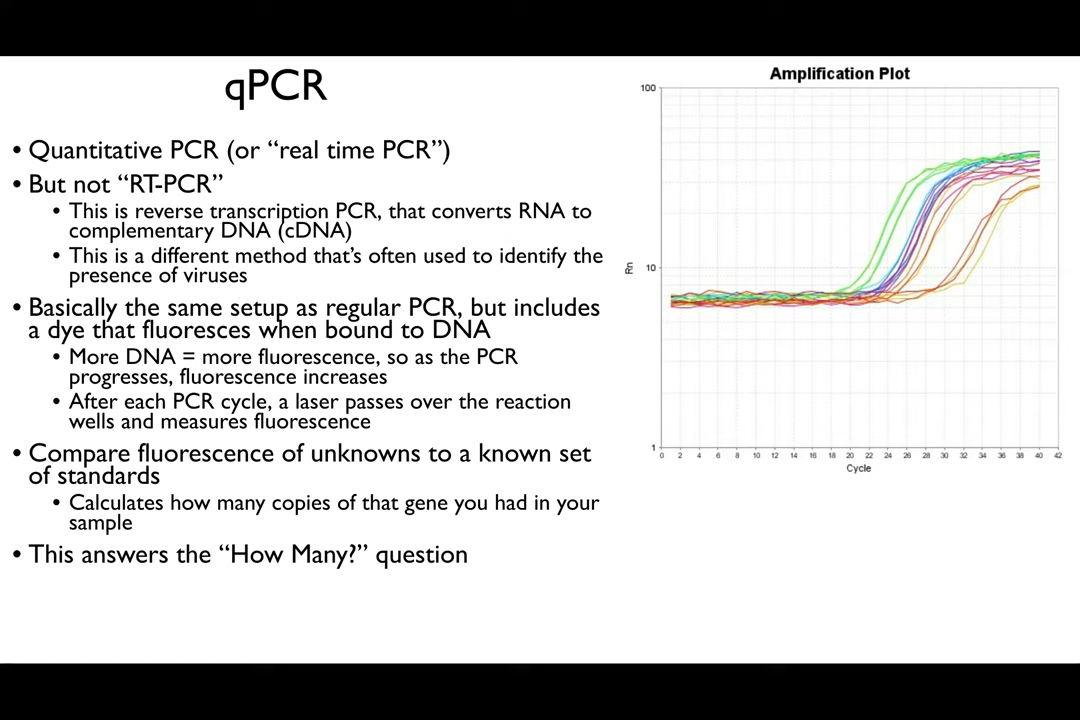 qPCR
• Quantitative PCR (or “real time PCR”)
• But not “RT-PCR”
• This is reverse transcription PCR, that converts RNA to
complementary DNA (cDNA)
• This is a different method that’s often used to identify the
presence of viruses
• Basically the same setup as regular PCR, but includes
a dye that fluoresces when bound to DNA
• More DNA = more fluorescence, so as the PCR
progresses, fluorescence increases
• After each PCR cycle, a laser passes over the reaction
wells and measures fluorescence
• Compare fluorescence of unknowns to a known set
of standards
• Calculates how many copies of that gene you had in your
sample
• This answers the “How Many?” question
Amplification Plot
100
10
1
Rn
0 2 4 6 8 10 12 14 16 18 20 22 24 26 28 30 32 34 36 38 40 42
Cycle